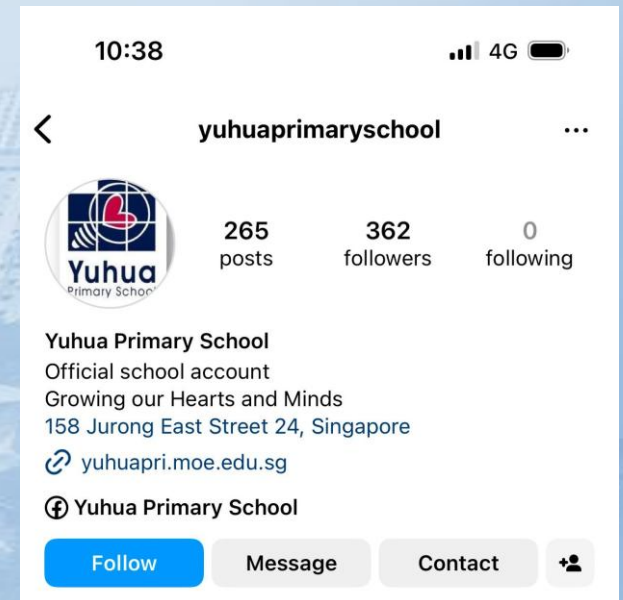 10:38
4G
yuhuaprimaryschool
Yuhua
Primary School
265 362 0
posts followers following
Yuhua Primary School
Official school account
Growing our Hearts and Minds
158 Jurong East Street 24, Singapore
yuhuapri.moe.edu.sg
Yuhua Primary School
Follow Message Contact